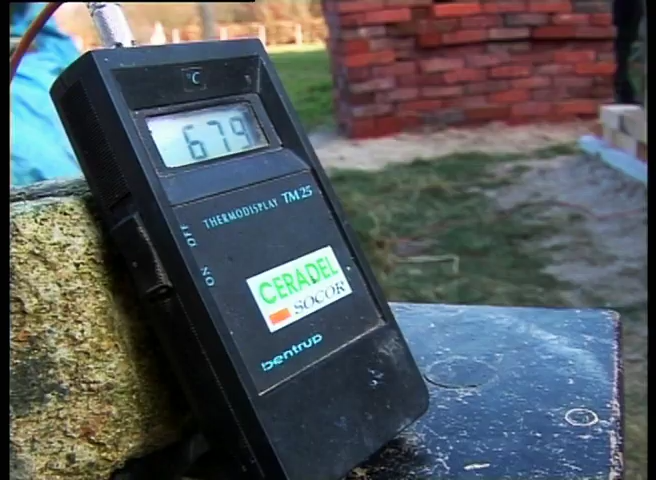 °C
679
THERMODISPLAY TM25
OFF
ON
CERADEL
SOCOR
bentrup